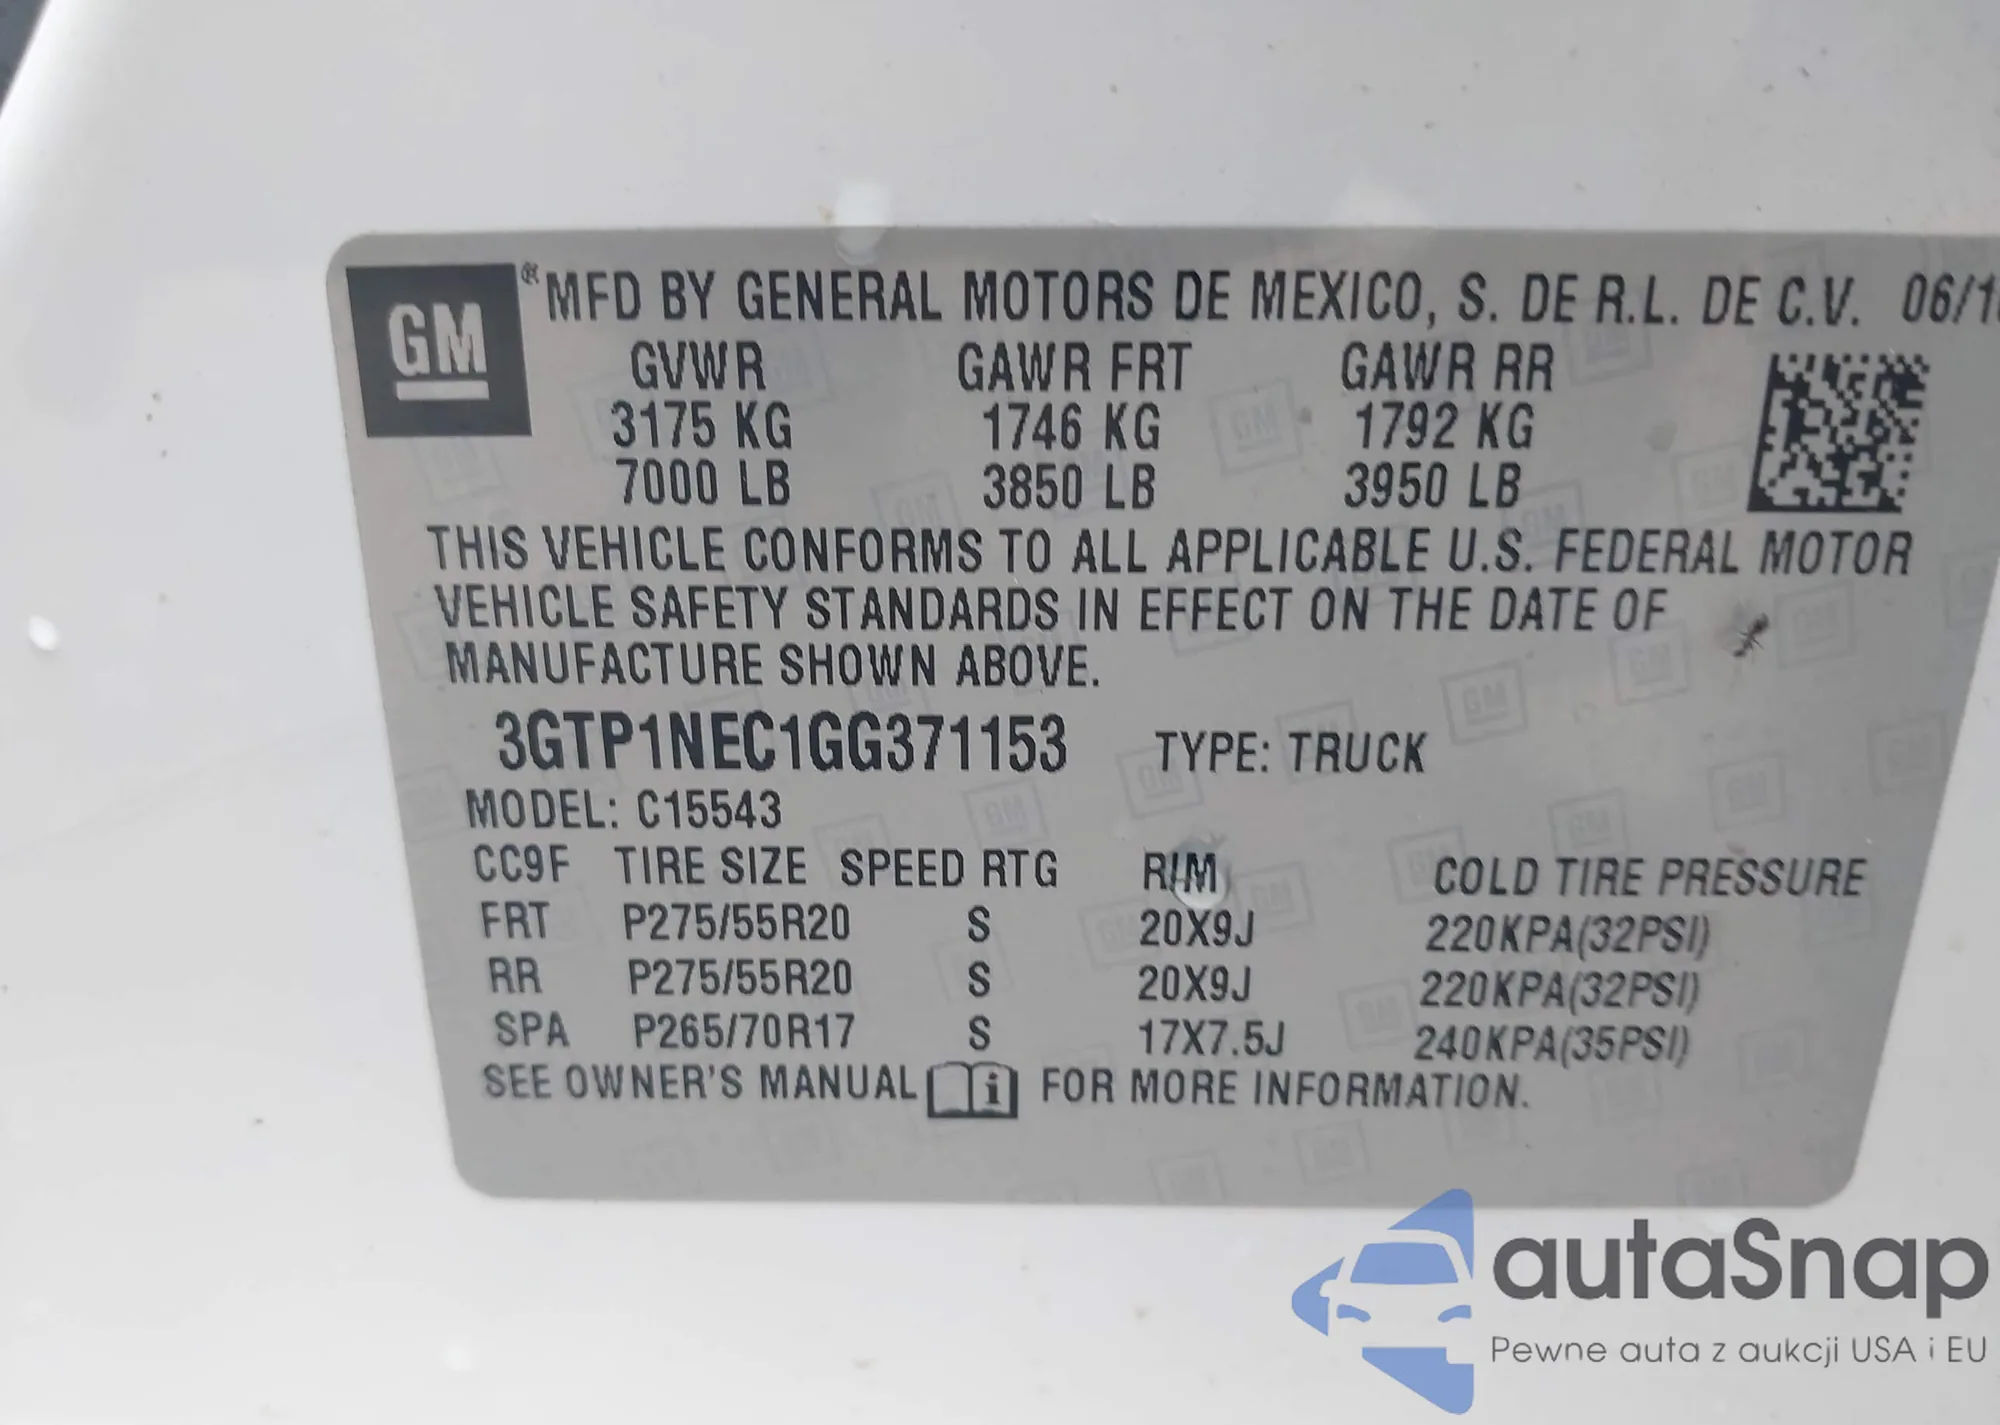 GM
® MFD BY GENERAL MOTORS DE MEXICO, S. DE R.L. DE C.V. 06/1
GVWR GAWR FRT GAWR RR
3175 KG 1746 KG 1792 KG
7000 LB 3850 LB 3950 LB
THIS VEHICLE CONFORMS TO ALL APPLICABLE U.S. FEDERAL MOTOR
VEHICLE SAFETY STANDARDS IN EFFECT ON THE DATE OF
MANUFACTURE SHOWN ABOVE.
3GTP1NEC1GG371153 TYPE: TRUCK
MODEL: C15543
CC9F TIRE SIZE SPEED RTG RIM COLD TIRE PRESSURE
FRT P275/55R20 S 20X9J 220KPA(32PSI)
RR P275/55R20 S 20X9J 220KPA(32PSI)
SPA P265/70R17 S 17X7.5J 240KPA(35PSI)
SEE OWNER'S MANUAL i FOR MORE INFORMATION.
autaSnap
Pewne auta z aukcji USA i EU